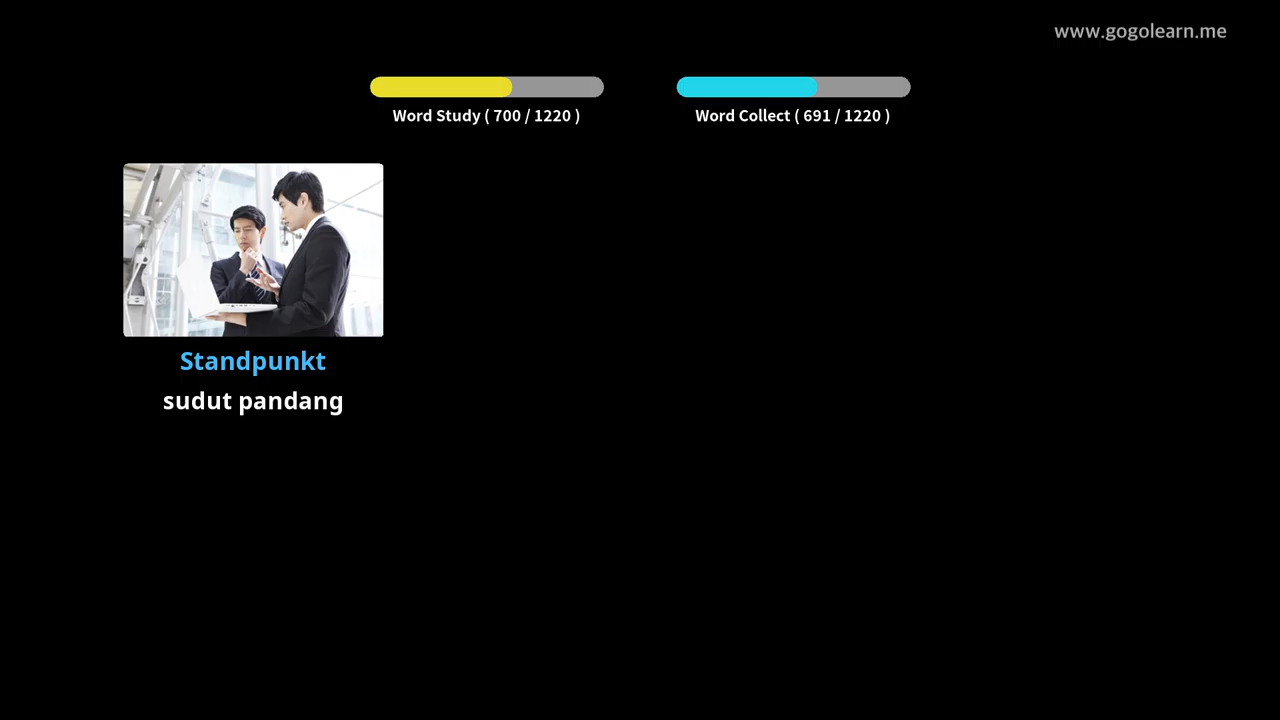 www.gogolearn.me
Word Study ( 700 / 1220 )
Word Collect ( 691 / 1220 )
Standpunkt
sudut pandang